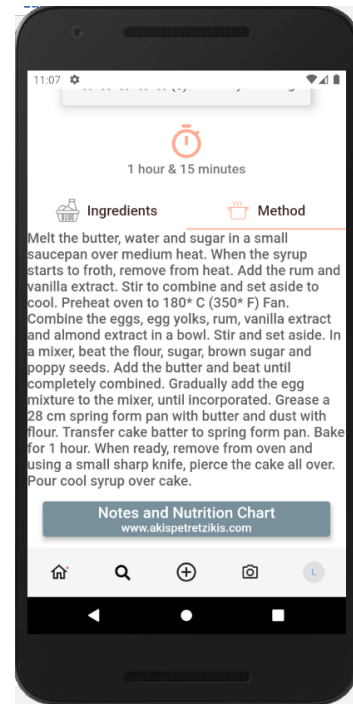 11:07
1 hour & 15 minutes
Ingredients
Method
Melt the butter, water and sugar in a small
saucepan over medium heat. When the syrup
starts to froth, remove from heat. Add the rum and
vanilla extract. Stir to combine and set aside to
cool. Preheat oven to 180* C (350* F) Fan.
Combine the eggs, egg yolks, rum, vanilla extract
and almond extract in a bowl. Stir and set aside. In
a mixer, beat the flour, sugar, brown sugar and
poppy seeds. Add the butter and beat until
completely combined. Gradually add the egg
mixture to the mixer, until incorporated. Grease a
28 cm spring form pan with butter and dust with
flour. Transfer cake batter to spring form pan. Bake
for 1 hour. When ready, remove from oven and
using a small sharp knife, pierce the cake all over.
Pour cool syrup over cake.
Notes and Nutrition Chart
www.akispetretzikis.com
L